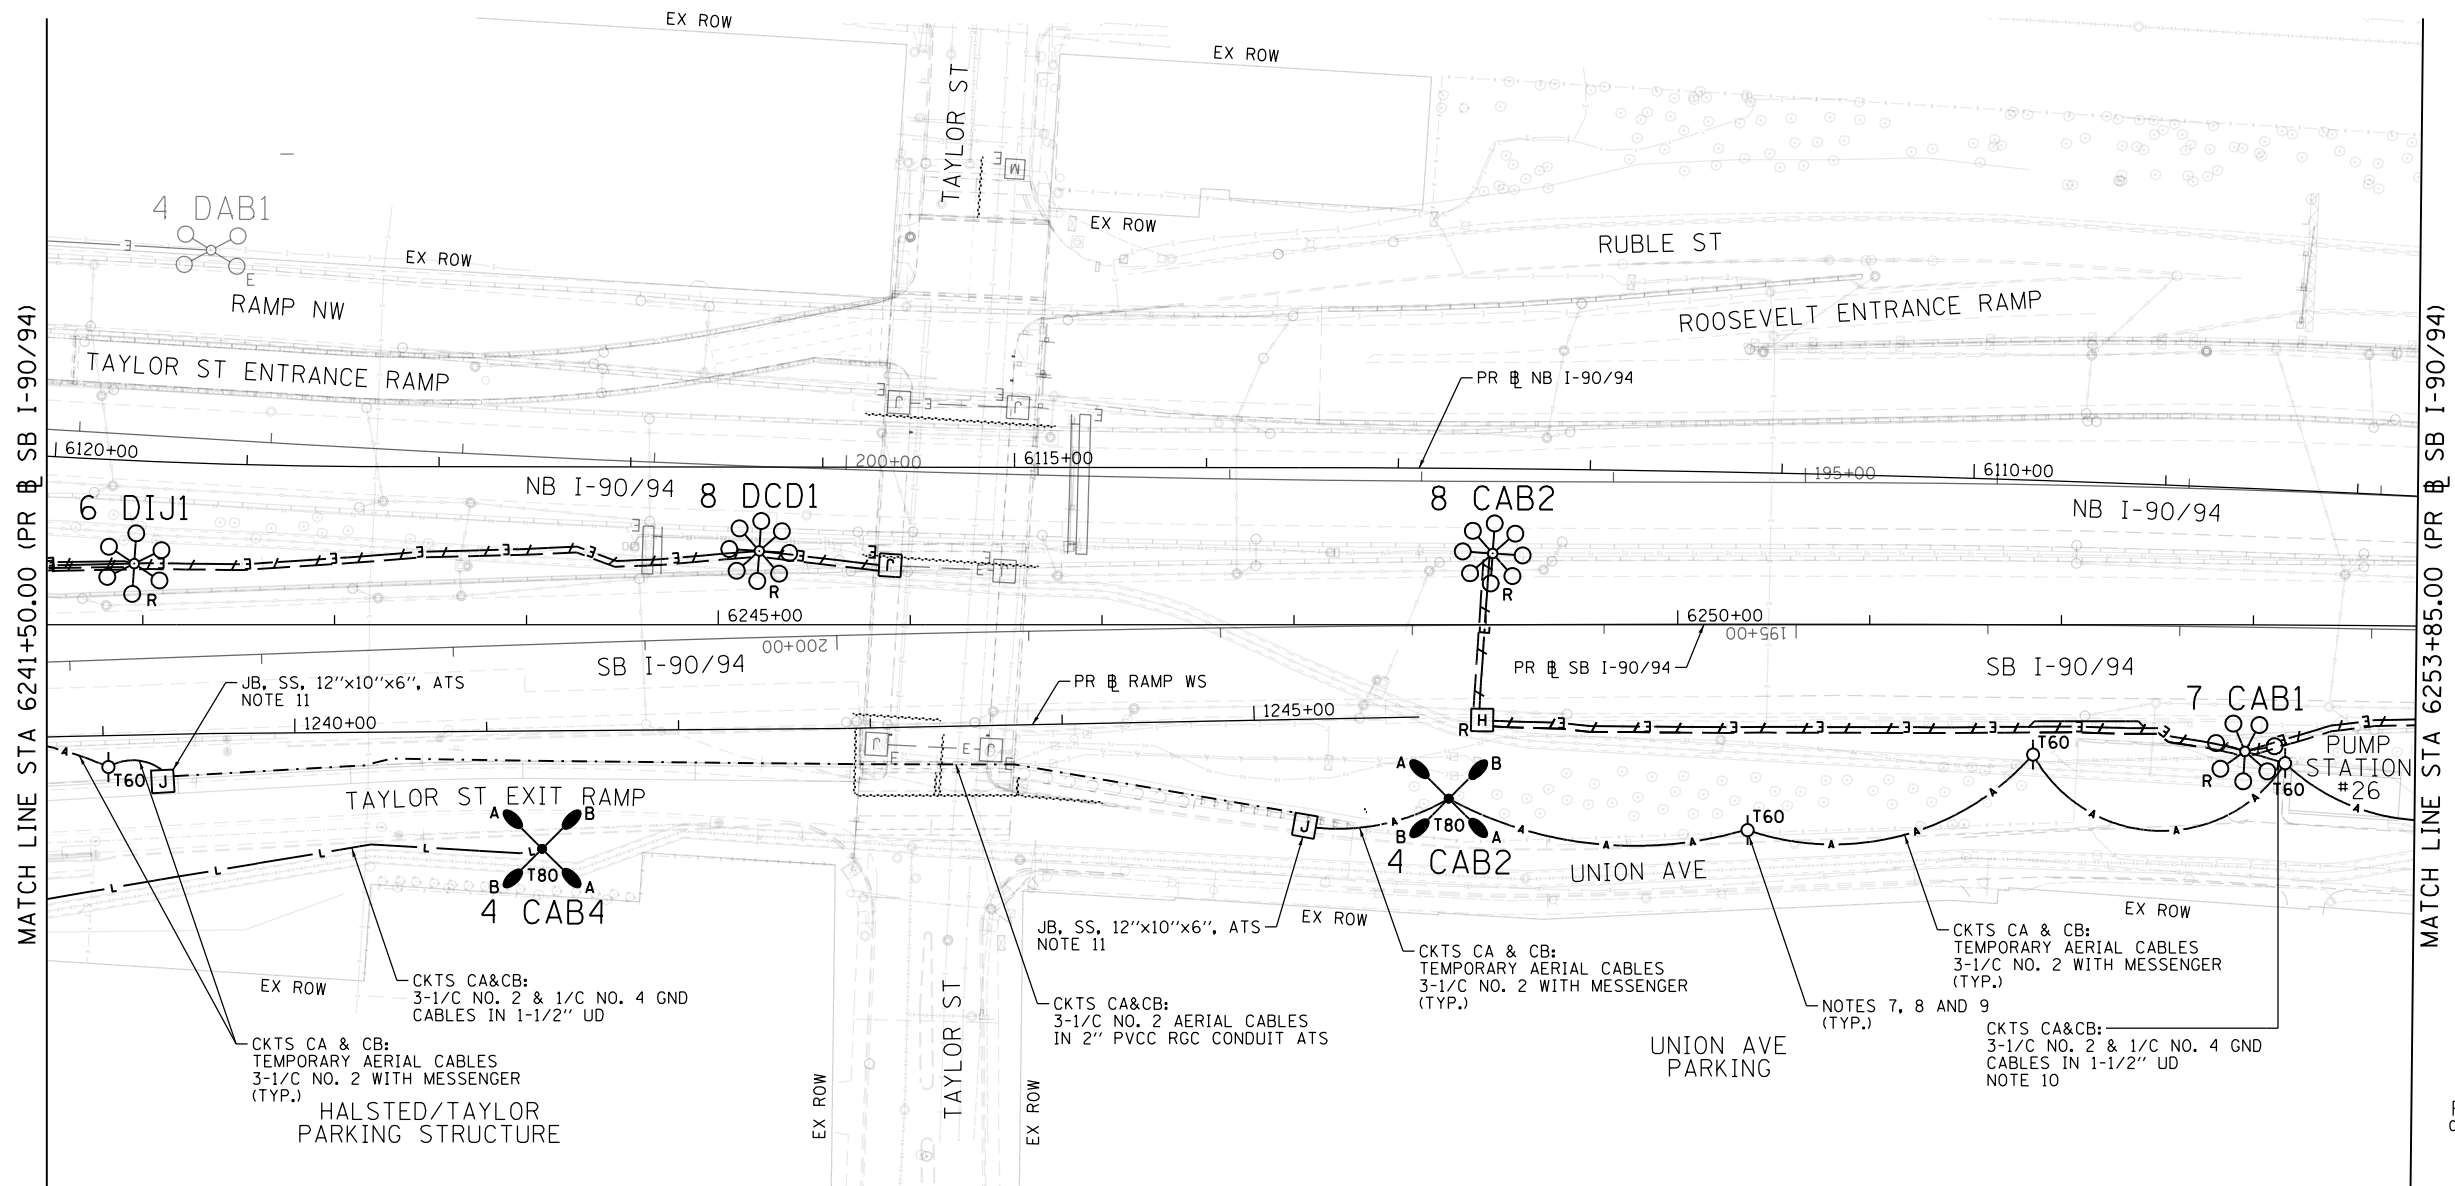 EX ROW
EX ROW
TAYLOR ST
E
M
4 DAB1
EX ROW
RUBLE ST
E
EX ROW
E
RAMP NW
ROOSEVELT ENTRANCE RAMP
TAYLOR ST ENTRANCE RAMP
PR BL NB I-90/94
E
J
E
E
J
E
MATCH LINE STA 6241+50.00 (PR BL SB I-90/94)
MATCH LINE STA 6253+85.00 (PR BL SB I-90/94)
6120+00
200+00
6115+00
195+00
6110+00
NB I-90/94
NB I-90/94
6 DIJ1
8 DCD1
8 CAB2
R
R
R
J
J
6245+00
6250+00
200+00
195+00
SB I-90/94
PR BL SB I-90/94
SB I-90/94
JB, SS, 12"x10"x6", ATS
NOTE 11
PR BL RAMP WS
1240+00
1245+00
7 CAB1
H
R
J
E
E
J
A
T60
J
T60
R
T60
PUMP
STATION
#26
TAYLOR ST EXIT RAMP
A
B
T80
B
A
4 CAB4
L
L
L
L
L
J
A
B
T80
B
A
4 CAB2
T60
A
A
A
A
A
A
A
A
UNION AVE
EX ROW
EX ROW
JB, SS, 12"x10"x6", ATS
NOTE 11
CKTS CA & CB:
TEMPORARY AERIAL CABLES
3-1/C NO. 2 WITH MESSENGER
(TYP.)
CKTS CA & CB:
TEMPORARY AERIAL CABLES
3-1/C NO. 2 WITH MESSENGER
(TYP.)
EX ROW
CKTS CA&CB:
3-1/C NO. 2 & 1/C NO. 4 GND
CABLES IN 1-1/2" UD
TAYLOR ST
CKTS CA&CB:
3-1/C NO. 2 AERIAL CABLES
IN 2" PVCC RGC CONDUIT ATS
NOTES 7, 8 AND 9
(TYP.)
CKTS CA&CB:
3-1/C NO. 2 & 1/C NO. 4 GND
CABLES IN 1-1/2" UD
NOTE 10
CKTS CA & CB:
TEMPORARY AERIAL CABLES
3-1/C NO. 2 WITH MESSENGER
(TYP.)
UNION AVE
PARKING
HALSTED/TAYLOR
PARKING STRUCTURE
EX ROW
EX ROW